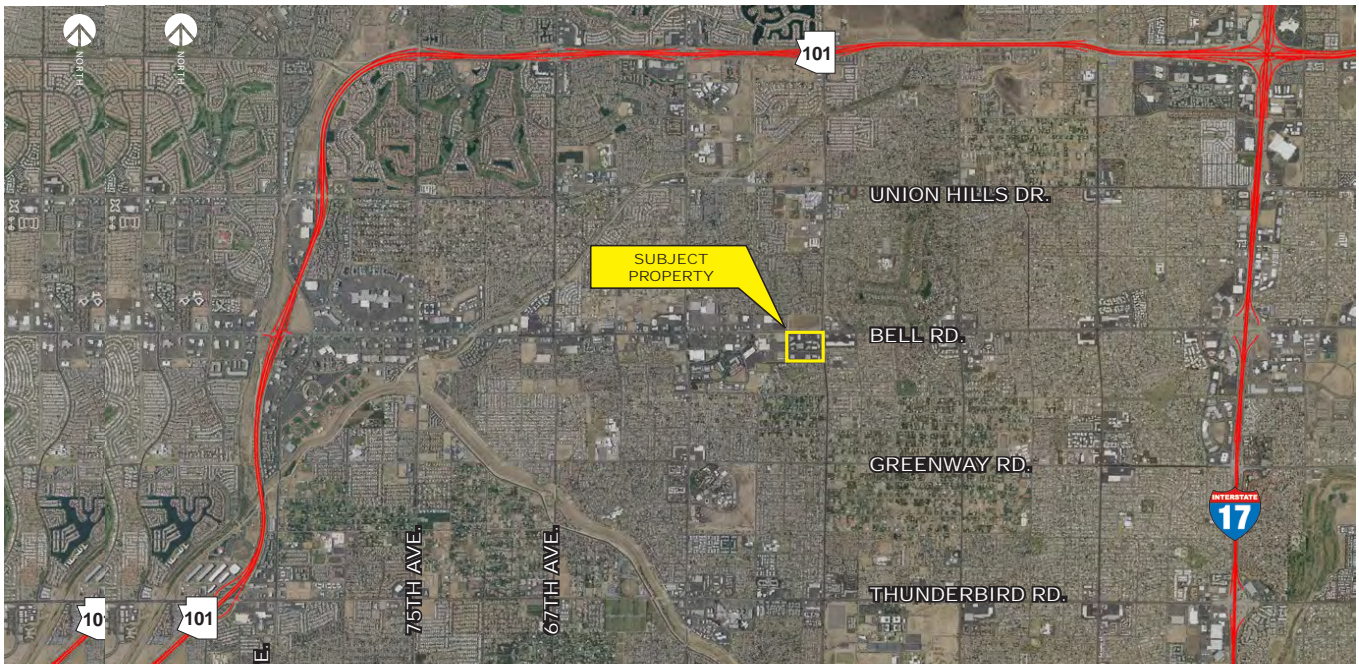 NORTH
NORTH
101
UNION HILLS DR.
SUBJECT
PROPERTY
BELL RD.
GREENWAY RD.
INTERSTATE
17
75TH AVE.
67TH AVE.
THUNDERBIRD RD.
10
101
E.